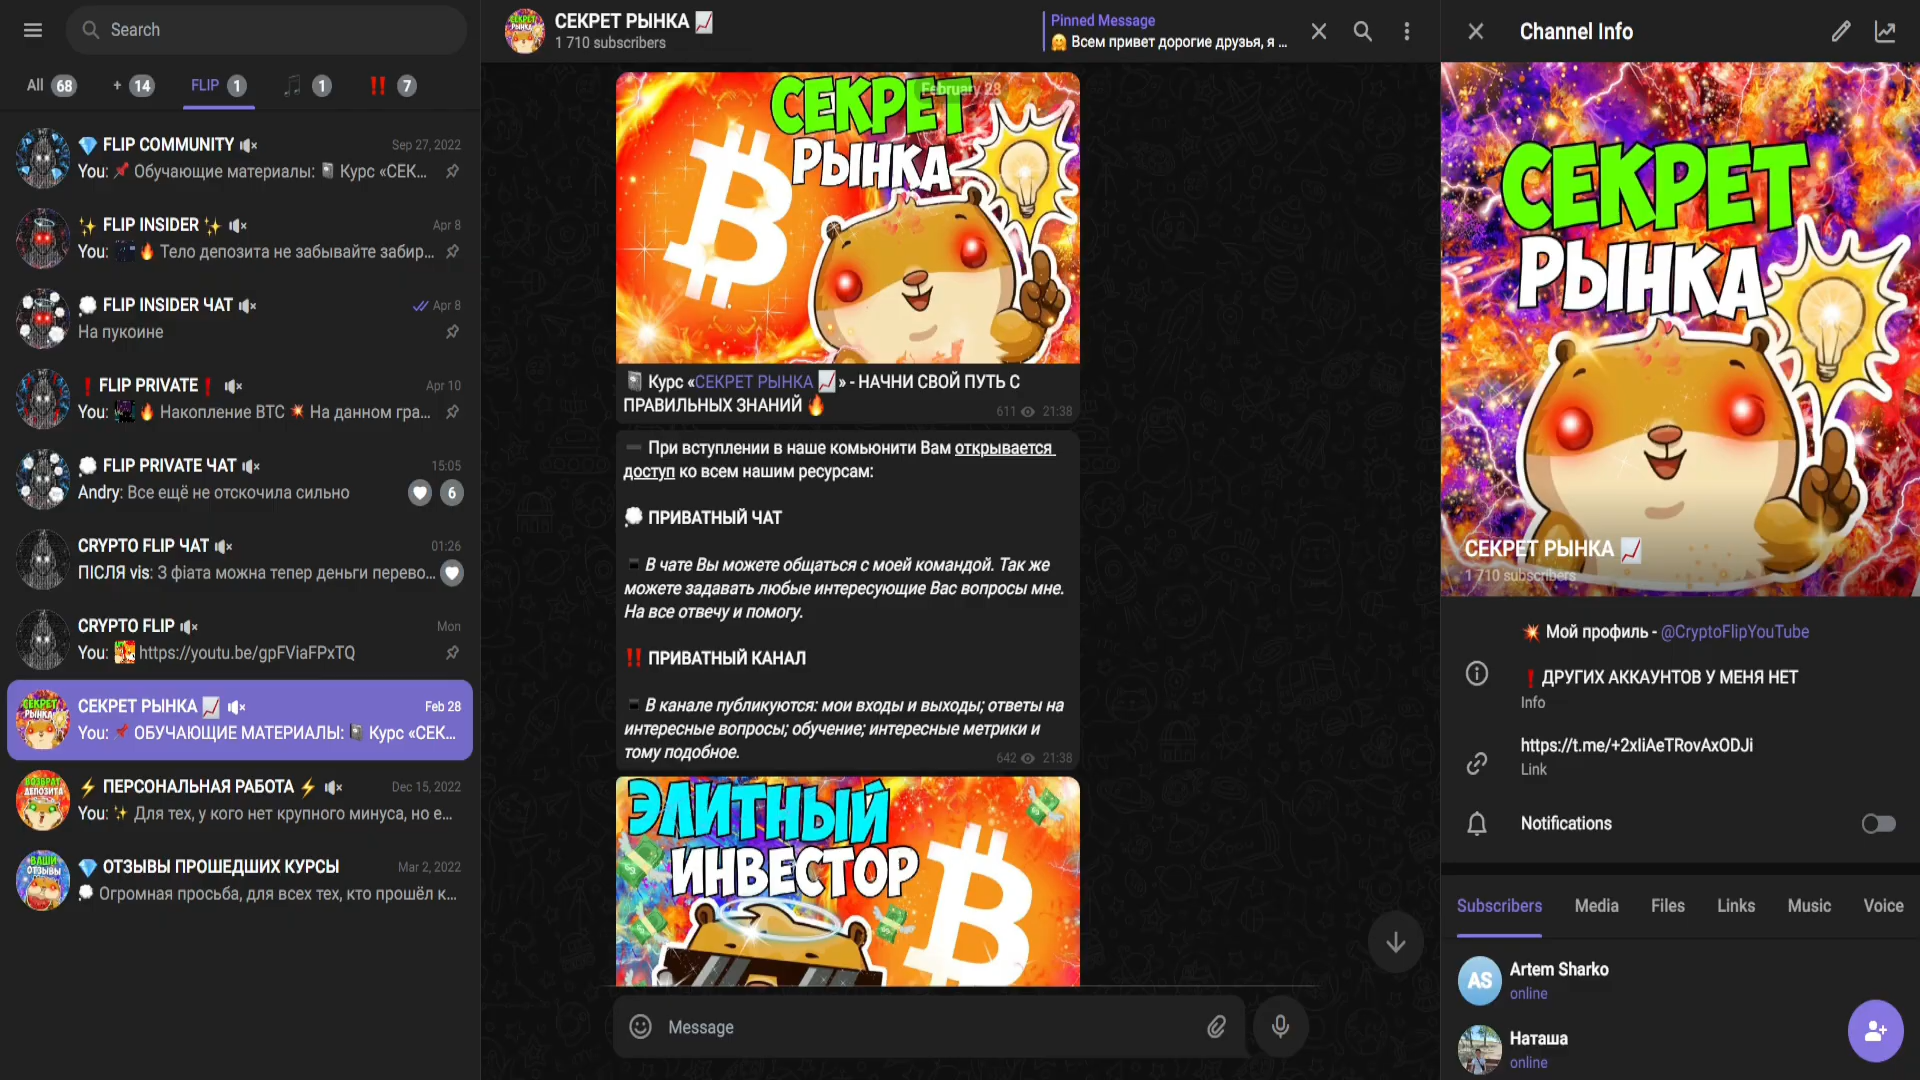 Search
All 68
+ 14
FLIP 1
1
‼️ 7
💎 FLIP COMMUNITY
Sep 27, 2022
You: 📌 Обучающие материалы: 📓 Курс «СЕК...
✨ FLIP INSIDER ✨
Apr 8
You: 🔥 Тело депозита не забывайте забир...
💭 FLIP INSIDER ЧАТ
Apr 8
На пукоине
❗ FLIP PRIVATE ❗
Apr 10
You: 🔥 Накопление BTC 💥 На данном гра...
💭 FLIP PRIVATE ЧАТ
15:05
Andry: Все ещё не отскочила сильно
6
CRYPTO FLIP ЧАТ
01:26
ПІСЛЯ vis: З фіата можна тепер деньги перево...
CRYPTO FLIP
Mon
You: https://youtu.be/gpFViaFPxTQ
СЕКРЕТ РЫНКА 📈
Feb 28
You: 📌 ОБУЧАЮЩИЕ МАТЕРИАЛЫ: 📓 Курс «СЕК...
⚡ ПЕРСОНАЛЬНАЯ РАБОТА ⚡
Dec 15, 2022
You: ✨ Для тех, у кого нет крупного минуса, но е...
💎 ОТЗЫВЫ ПРОШЕДШИХ КУРСЫ
Mar 2, 2022
💭 Огромная просьба, для всех тех, кто прошёл к...
ВОЗВРАТ
ДЕПОЗИТА
ВАШИ
ОТЗЫВЫ
СЕКРЕТ РЫНКА 📈
1 710 subscribers
Pinned Message
🤗 Всем привет дорогие друзья, я ...
February 28
СЕКРЕТ
РЫНКА
📓 Курс «СЕКРЕТ РЫНКА 📈» - НАЧНИ СВОЙ ПУТЬ С
ПРАВИЛЬНЫХ ЗНАНИЙ 🔥
611 21:38
➖ При вступлении в наше комьюнити Вам открывается
доступ ко всем нашим ресурсам:
💭 ПРИВАТНЫЙ ЧАТ
▪️ В чате Вы можете общаться с моей командой. Так же
можете задавать любые интересующие Вас вопросы мне.
На все отвечу и помогу.
‼️ ПРИВАТНЫЙ КАНАЛ
▪️ В канале публикуются: мои входы и выходы; ответы на
интересные вопросы; обучение; интересные метрики и
тому подобное.
642 21:38
ЭЛИТНЫЙ
ИНВЕСТОР
Message
Channel Info
СЕКРЕТ
РЫНКА
СЕКРЕТ РЫНКА 📈
1 710 subscribers
💥 Мой профиль - @CryptoFlipYouTube
❗ ДРУГИХ АККАУНТОВ У МЕНЯ НЕТ
Info
https://t.me/+2xliAeTRovAxODJi
Link
Notifications
Subscribers
Media
Files
Links
Music
Voice
AS
Artem Sharko
online
Наташа
online